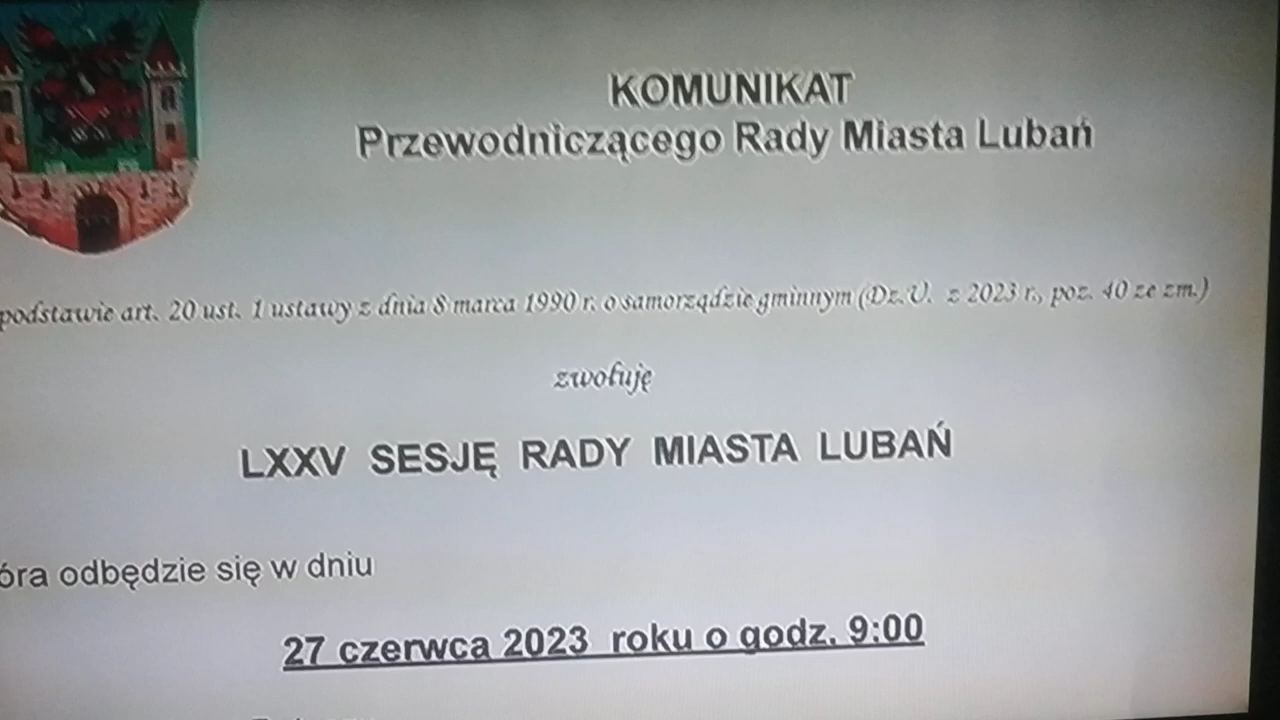 KOMUNIKAT
Przewodniczącego Rady Miasta Lubań
podstawie art. 20 ust. 1 ustawy z dnia 8 marca 1990 r. o samorządzie gminnym (Dz.U. z 2023 r., poz. 40 ze zm.)
zwołuję
LXXV SESJĘ RADY MIASTA LUBAŃ
óra odbędzie się w dniu
27 czerwca 2023 roku o godz. 9:00